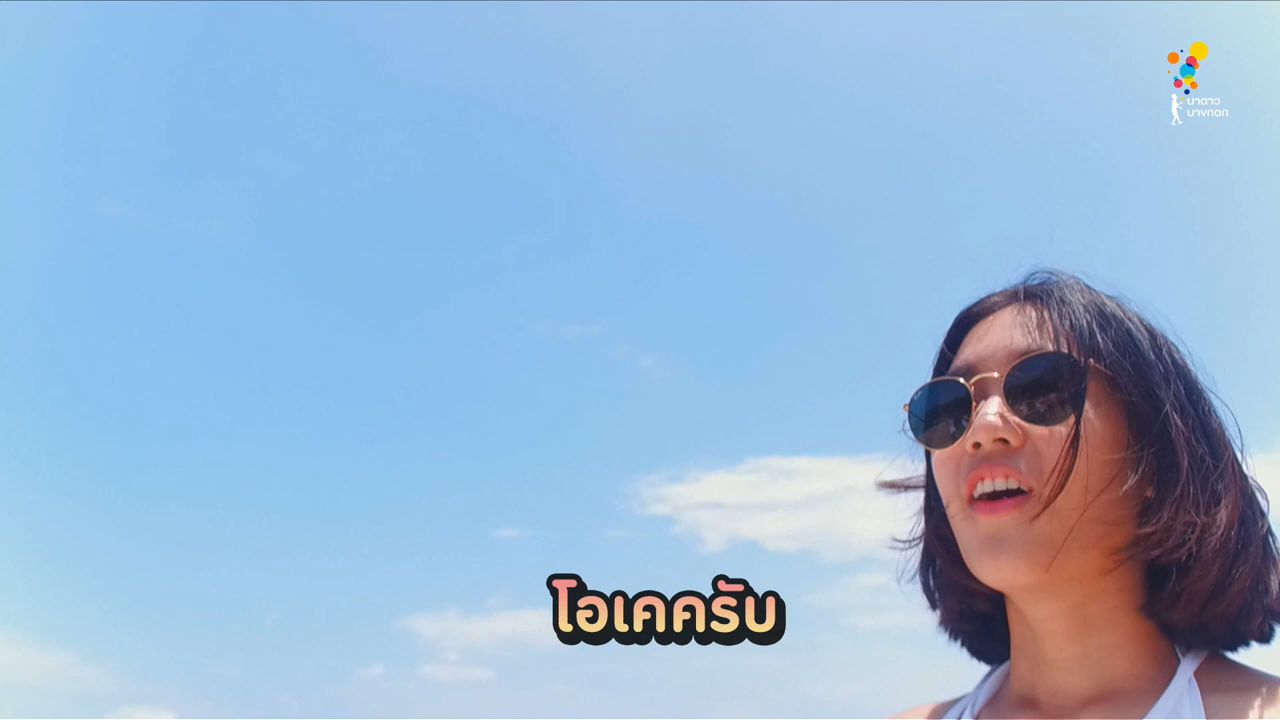 นาดาว
บางกอก
โอเคครับ